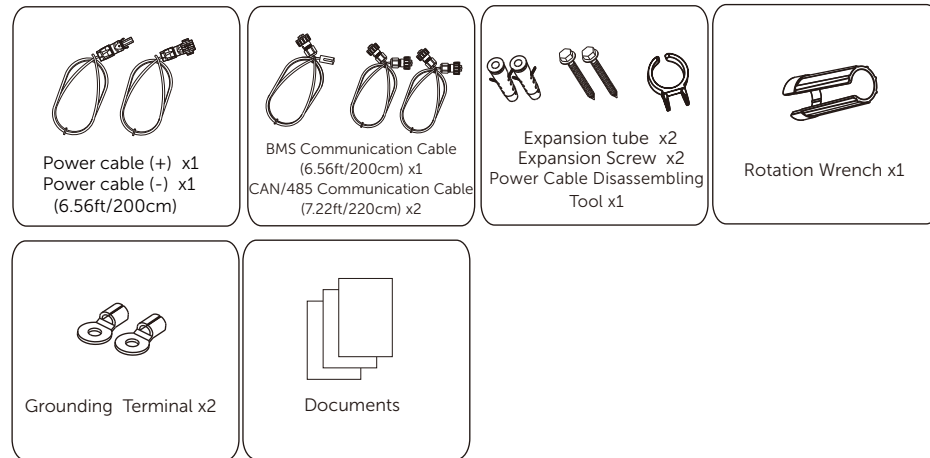 Power cable (+) x1
Power cable (-) x1
(6.56ft/200cm)
BMS Communication Cable
(6.56ft/200cm) x1
CAN/485 Communication Cable
(7.22ft/220cm) x2
Expansion tube x2
Expansion Screw x2
Power Cable Disassembling
Tool x1
Rotation Wrench x1
Grounding Terminal x2
Documents